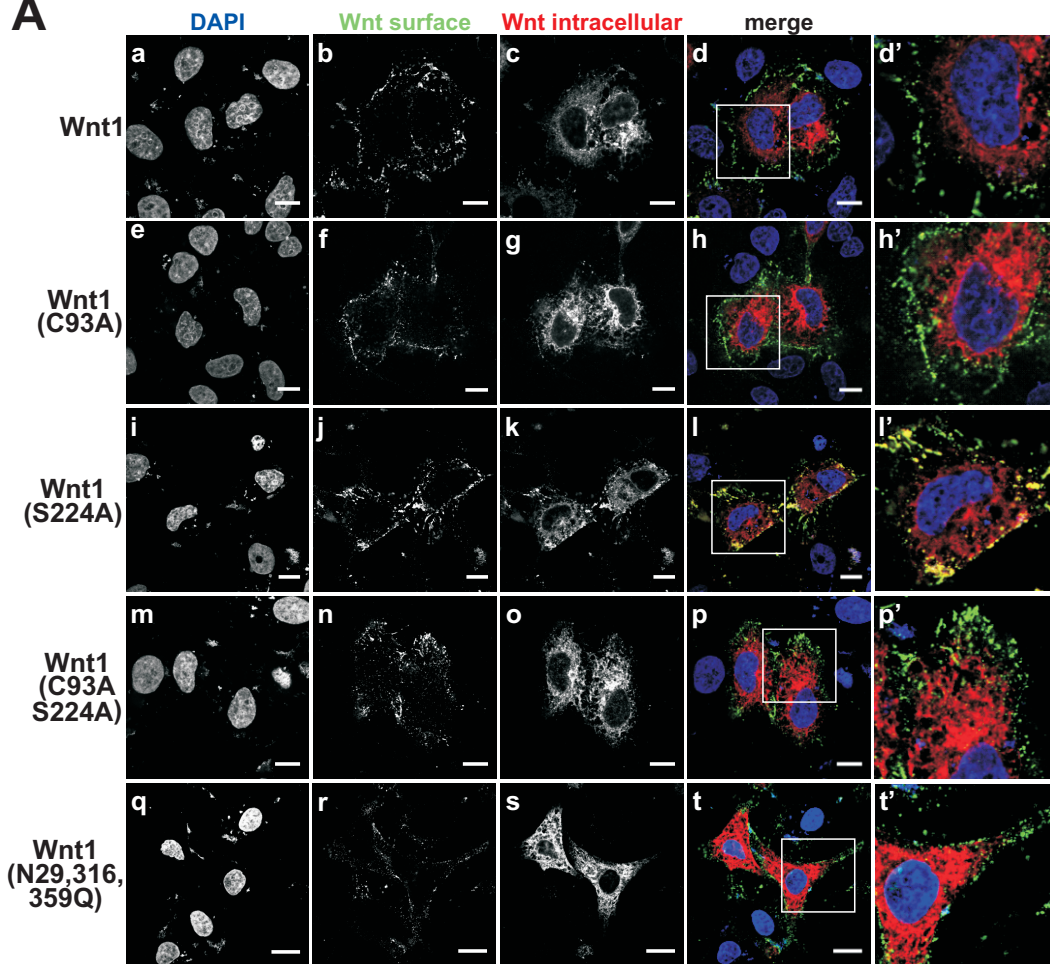 A
DAPI Wnt surface Wnt intracellular merge
Wnt1
a b c d d'
Wnt1
(C93A)
e f g h h'
Wnt1
(S224A)
i j k l l'
Wnt1
(C93A
S224A)
m n o p p'
Wnt1
(N29,316,
359Q)
q r s t t'